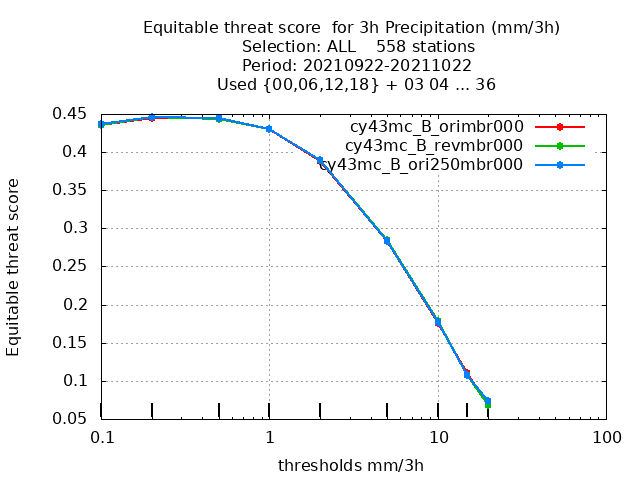 Equitable threat score  for 3h Precipitation (mm/3h)
Selection: ALL    558 stations
Period: 20210922-20211022
Used {00,06,12,18} + 03 04 ... 36
cy43mc_B_orimbr000
cy43mc_B_revmbr000
cy43mc_B_ori250mbr000
Equitable threat score
0.45
0.4
0.35
0.3
0.25
0.2
0.15
0.1
0.05
0.1 1 10 100
thresholds mm/3h